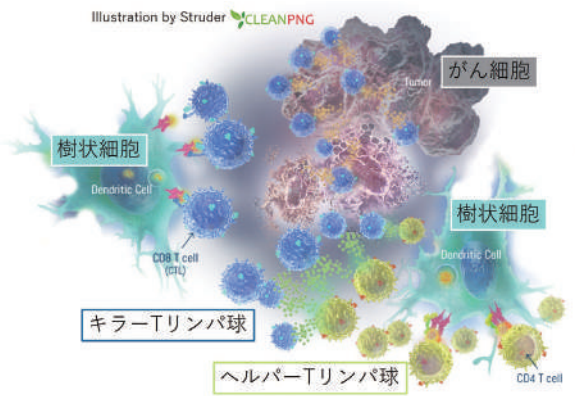 Illustration by Struder CLEANPNG
Tumor
がん細胞
樹状細胞
Dendritic Cell
樹状細胞
Dendritic Cell
CD8 T cell
(CTL)
キラーTリンパ球
ヘルパーTリンパ球
CD4 T cell